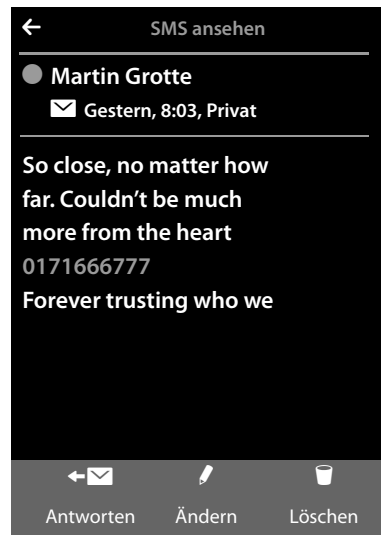 SMS ansehen
Martin Grotte
Gestern, 8:03, Privat
So close, no matter how
far. Couldn't be much
more from the heart
0171666777
Forever trusting who we
Antworten Ändern Löschen